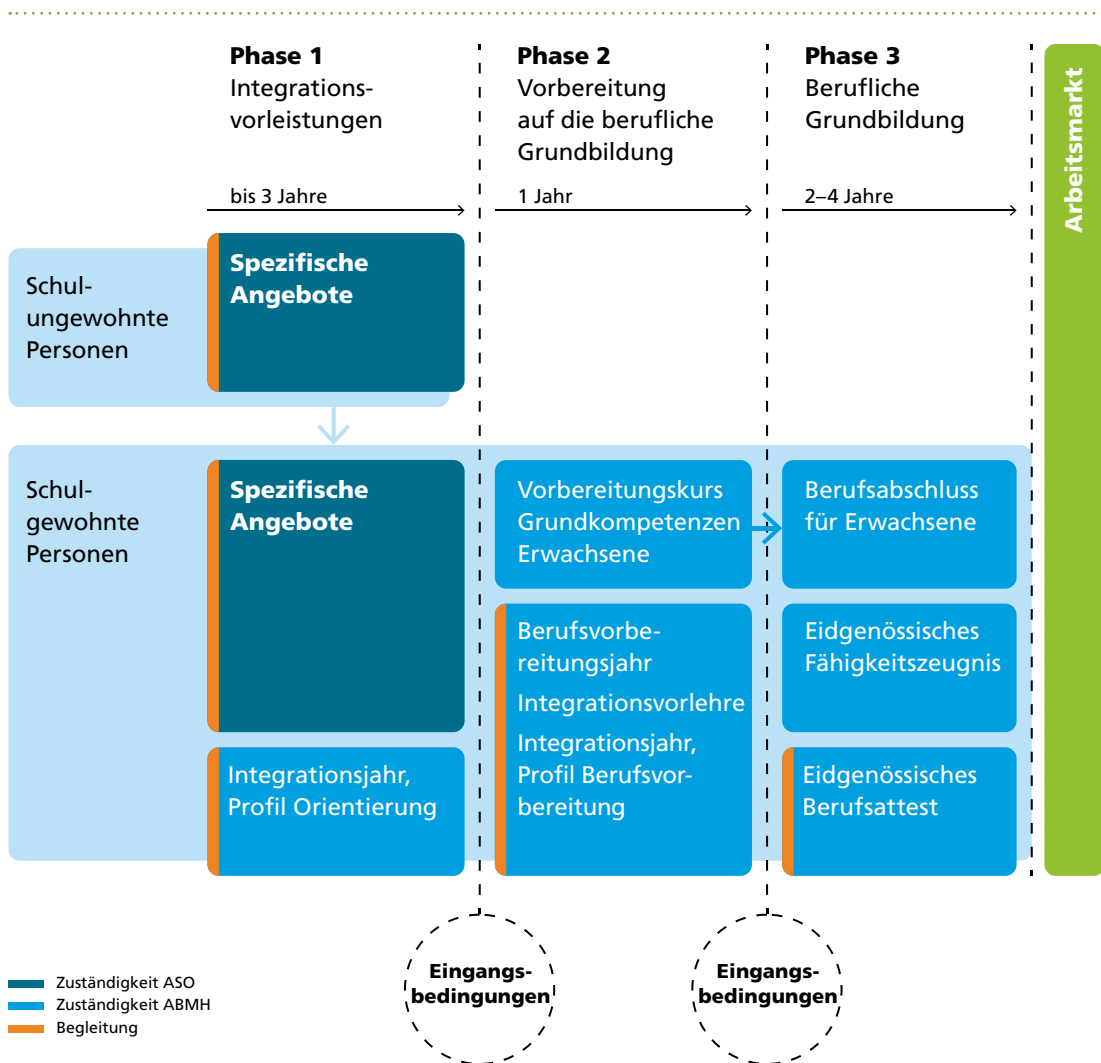 Phase 1
Integrations-
vorleistungen
bis 3 Jahre
Phase 2
Vorbereitung
auf die berufliche
Grundbildung
1 Jahr
Phase 3
Berufliche
Grundbildung
2–4 Jahre
Arbeitsmarkt
Schul-
ungewohnte
Personen
Spezifische
Angebote
Schul-
gewohnte
Personen
Spezifische
Angebote
Integrationsjahr,
Profil Orientierung
Vorbereitungskurs
Grundkompetenzen
Erwachsene
Berufsvorbe-
reitungsjahr
Integrationsvorlehre
Integrationsjahr,
Profil Berufsvor-
bereitung
Berufsabschluss
für Erwachsene
Eidgenössisches
Fähigkeitszeugnis
Eidgenössisches
Berufsattest
Eingangs-
bedingungen
Eingangs-
bedingungen
Zuständigkeit ASO
Zuständigkeit ABMH
Begleitung